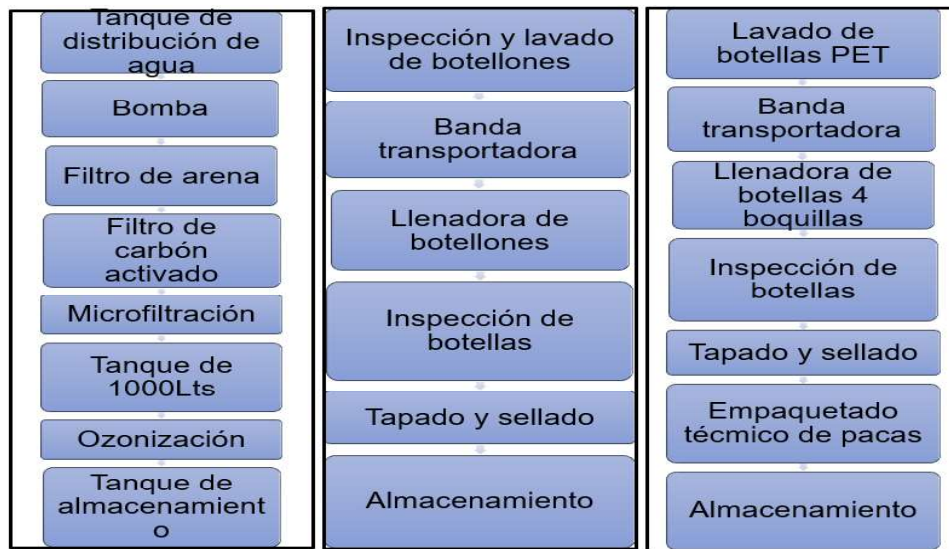 Tanque de
distribución de
agua
Bomba
Filtro de arena
Filtro de
carbón
activado
Microfiltración
Tanque de
1000Lts
Ozonización
Tanque de
almacenamient
o
Inspección y lavado
de botellones
Banda
transportadora
Llenadora de
botellones
Inspección de
botellas
Tapado y sellado
Almacenamiento
Lavado de
botellas PET
Banda
transportadora
Llenadora de
botellas 4
boquillas
Inspección de
botellas
Tapado y sellado
Empaquetado
técmico de pacas
Almacenamiento